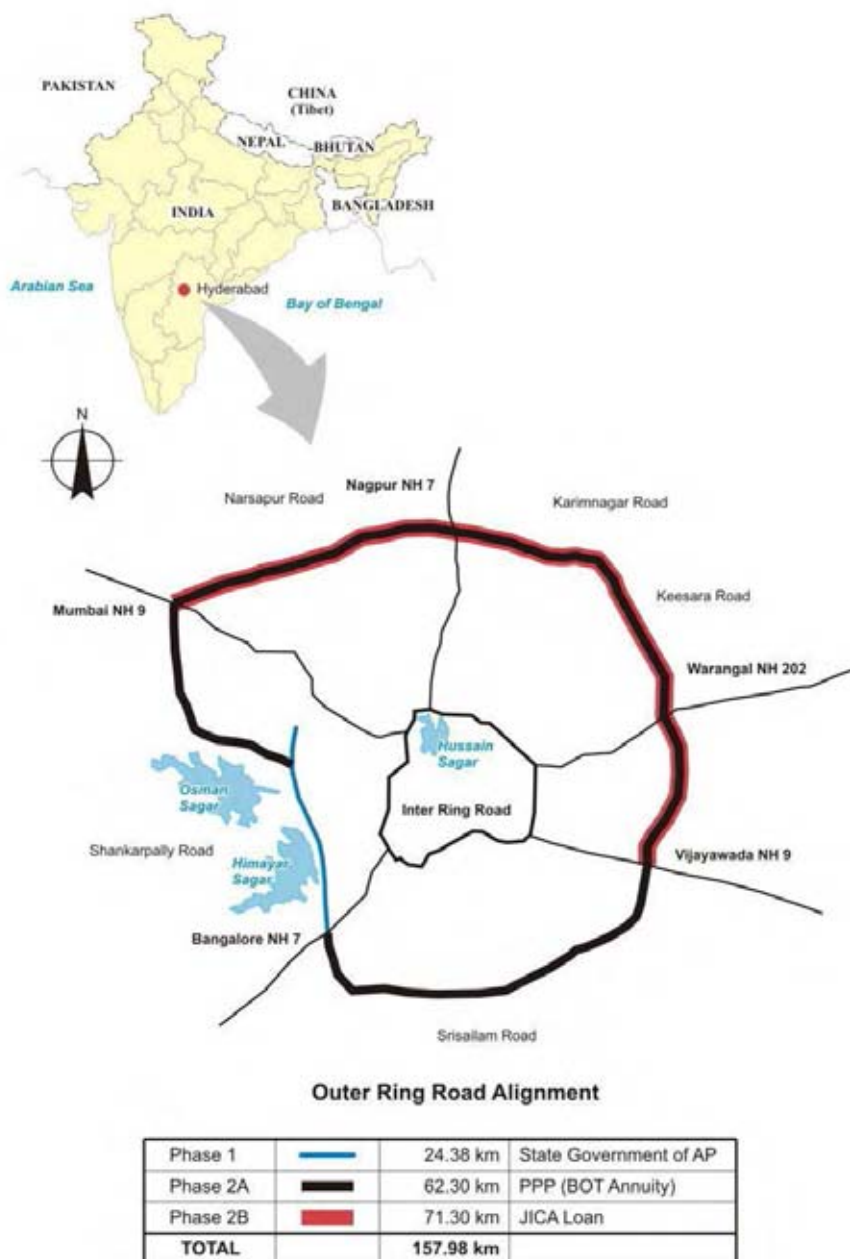 PAKISTAN
CHINA
(Tibet)
NEPAL
BHUTAN
BANGLADESH
INDIA
Arabian Sea
Hyderabad
Bay of Bengal
N
Nagpur NH 7
Narsapur Road
Karimnagar Road
Keesara Road
Mumbai NH 9
Warangal NH 202
Hussain
Sagar
Osman
Sagar
Inter Ring Road
Shankarpally Road
Himayar
Sagar
Vijayawada NH 9
Bangalore NH 7
Srisailam Road
Outer Ring Road Alignment
Phase 1 24.38 km State Government of AP
Phase 2A 62.30 km PPP (BOT Annuity)
Phase 2B 71.30 km JICA Loan
TOTAL 157.98 km